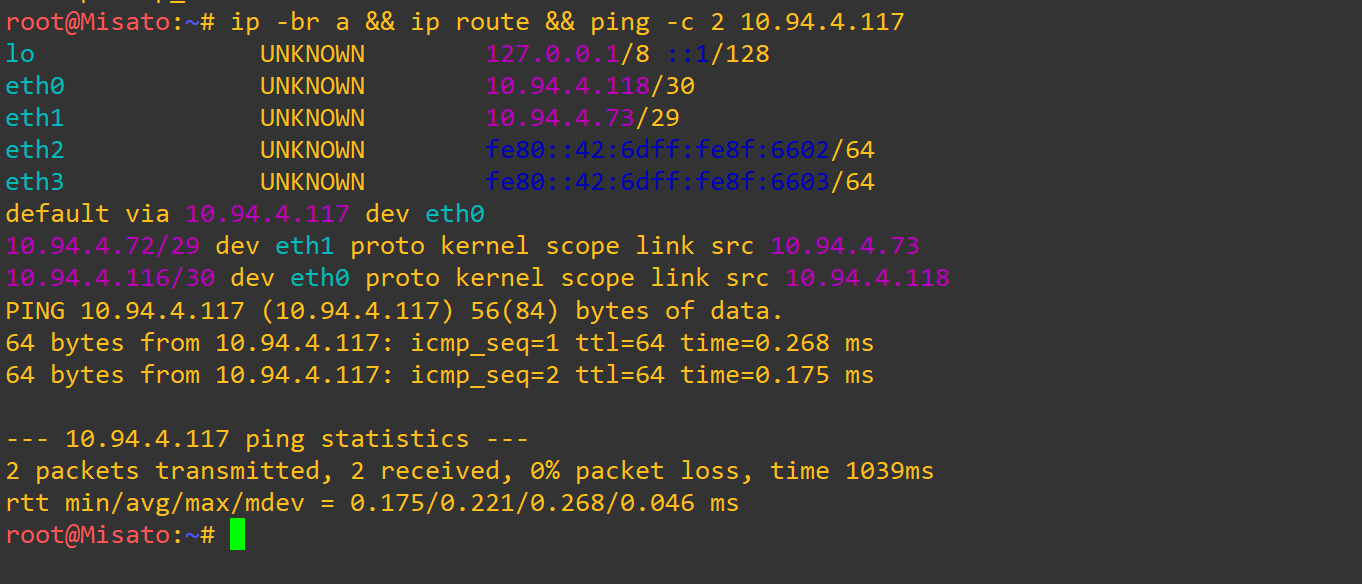 root@Misato:~# ip -br a && ip route && ping -c 2 10.94.4.117
lo               UNKNOWN        127.0.0.1/8 ::1/128
eth0             UNKNOWN        10.94.4.118/30
eth1             UNKNOWN        10.94.4.73/29
eth2             UNKNOWN        fe80::42:6dff:fe8f:6602/64
eth3             UNKNOWN        fe80::42:6dff:fe8f:6603/64
default via 10.94.4.117 dev eth0
10.94.4.72/29 dev eth1 proto kernel scope link src 10.94.4.73
10.94.4.116/30 dev eth0 proto kernel scope link src 10.94.4.118
PING 10.94.4.117 (10.94.4.117) 56(84) bytes of data.
64 bytes from 10.94.4.117: icmp_seq=1 ttl=64 time=0.268 ms
64 bytes from 10.94.4.117: icmp_seq=2 ttl=64 time=0.175 ms

--- 10.94.4.117 ping statistics ---
2 packets transmitted, 2 received, 0% packet loss, time 1039ms
rtt min/avg/max/mdev = 0.175/0.221/0.268/0.046 ms
root@Misato:~#